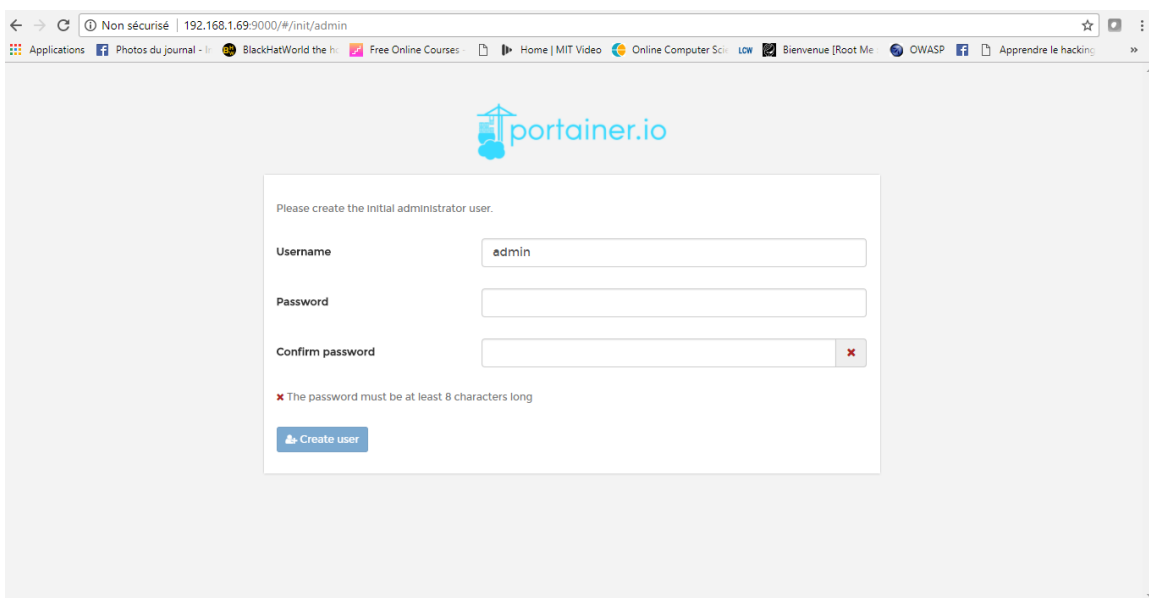 Non sécurisé | 192.168.1.69:9000/#/init/admin
Applications Photos du journal - BlackHatWorld the Free Online Courses - Home | MIT Video Online Computer LCW Bienvenue [Root Me OWASP Apprendre le hacking »
portainer.io
Please create the initial administrator user.
Username admin
Password
Confirm password
The password must be at least 8 characters long
Create user